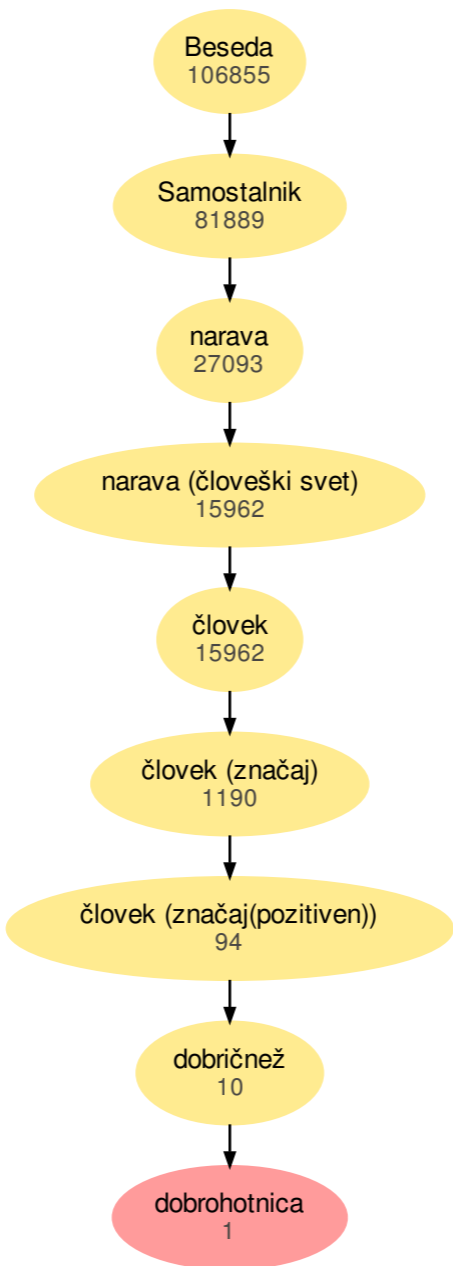 Beseda
106855
Samostalnik
81889
narava
27093
narava (človeški svet)
15962
človek
15962
človek (značaj)
1190
človek (značaj(pozitiven))
94
dobričnež
10
dobrohotnica
1